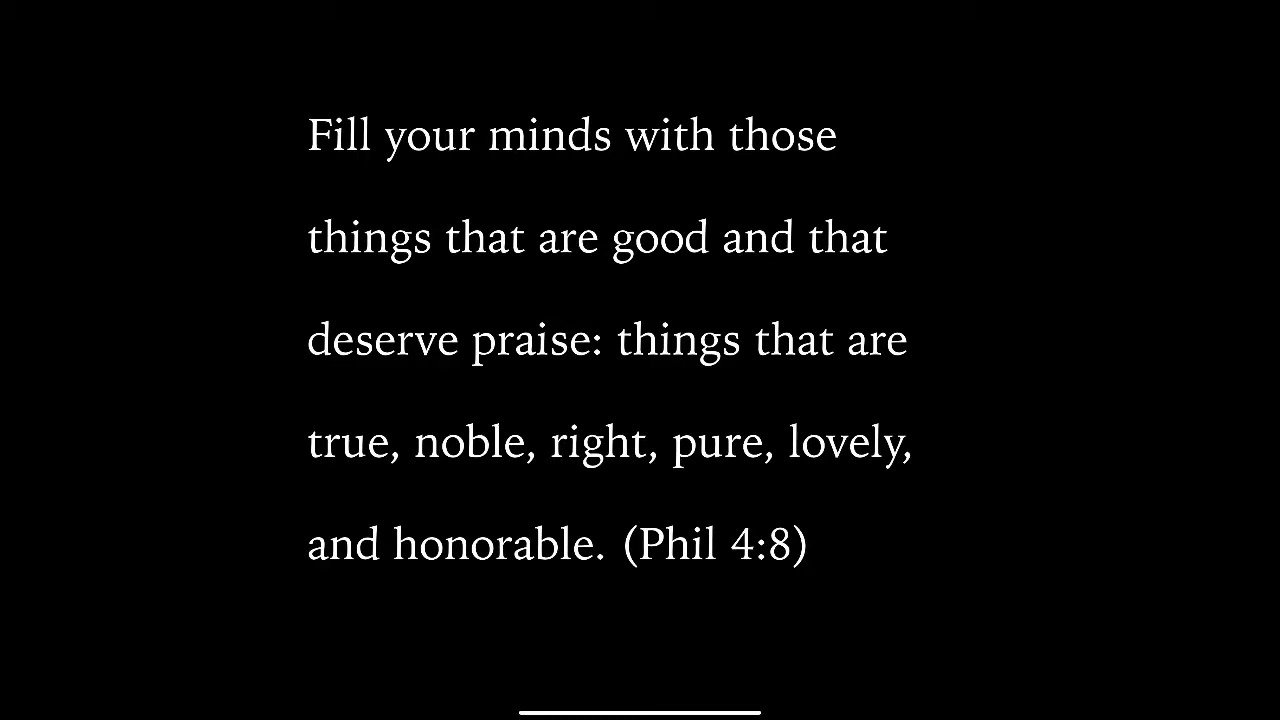 Fill your minds with those
things that are good and that
deserve praise: things that are
true, noble, right, pure, lovely,
and honorable. (Phil 4:8)